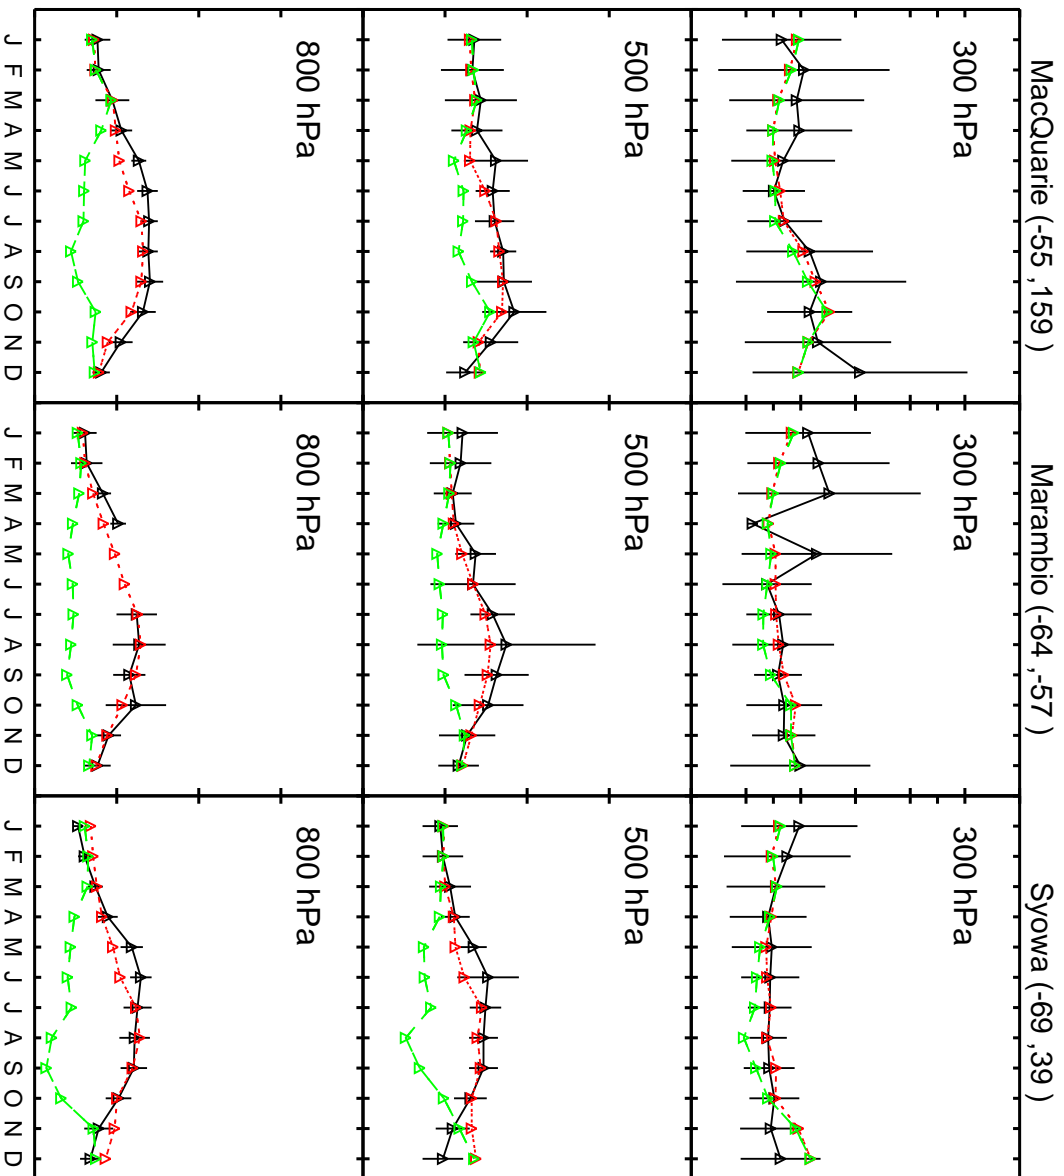 MacQuarie (-55 ,159 )
300 hPa
500 hPa
800 hPa
J F M A M J J A S O N D
Marambio (-64 ,-57 )
300 hPa
500 hPa
800 hPa
J F M A M J J A S O N D
Syowa (-69 ,39 )
300 hPa
500 hPa
800 hPa
J F M A M J J A S O N D